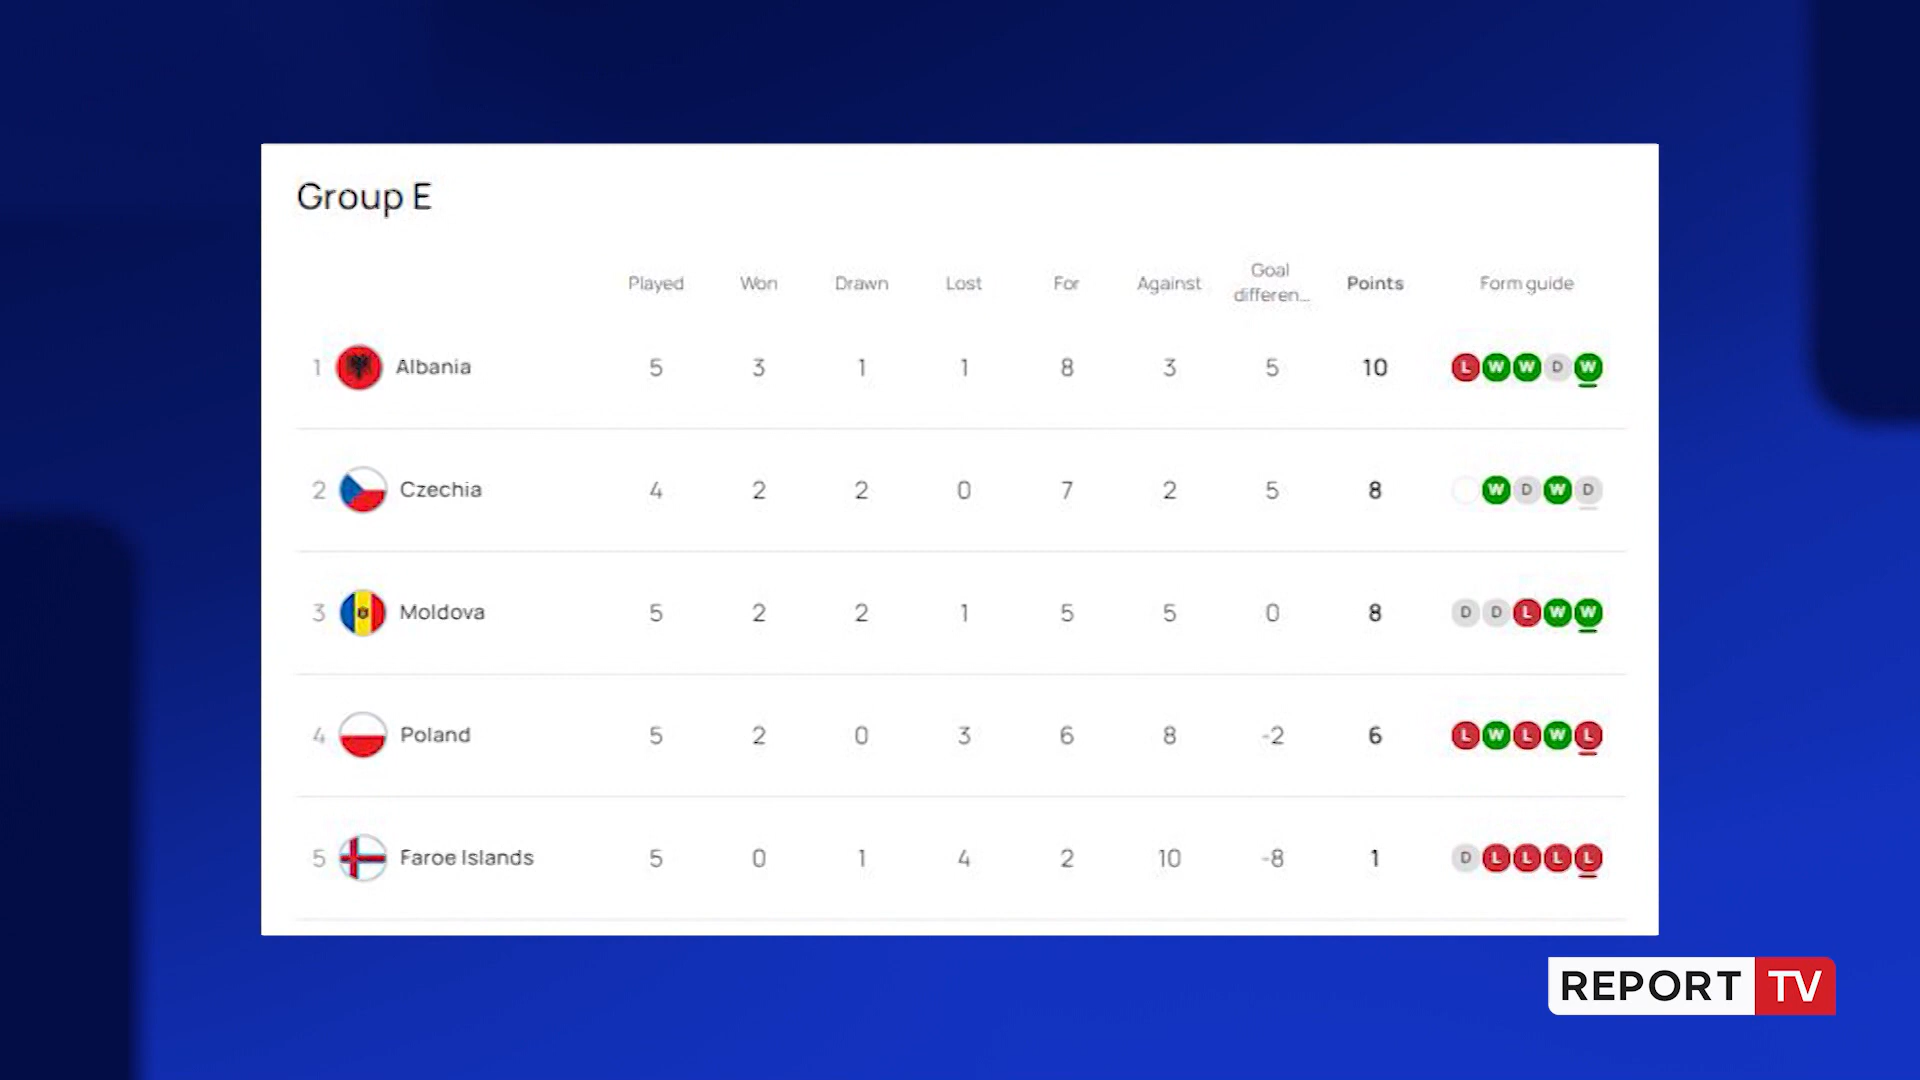 Group E
Played Won Drawn Lost For Against Goal differen... Points Form guide
1 Albania 5 3 1 1 8 3 5 10 L W W D W
2 Czechia 4 2 2 0 7 2 5 8 W D W D
3 Moldova 5 2 2 1 5 5 0 8 D D L W W
4 Poland 5 2 0 3 6 8 -2 6 L W L W L
5 Faroe Islands 5 0 1 4 2 10 -8 1 D L L L L
REPORT TV